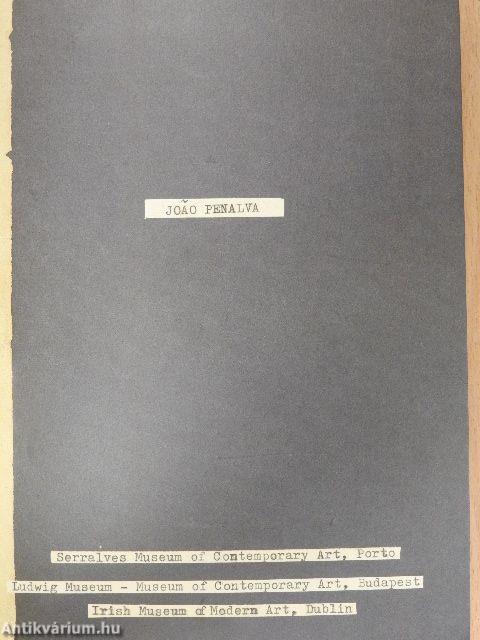 JOÃO PENALVA
Serralves Museum of Contemporary Art, Porto
Ludwig Museum - Museum of Contemporary Art, Budapest
Irish Museum of Modern Art, Dublin
Antikvárium.hu